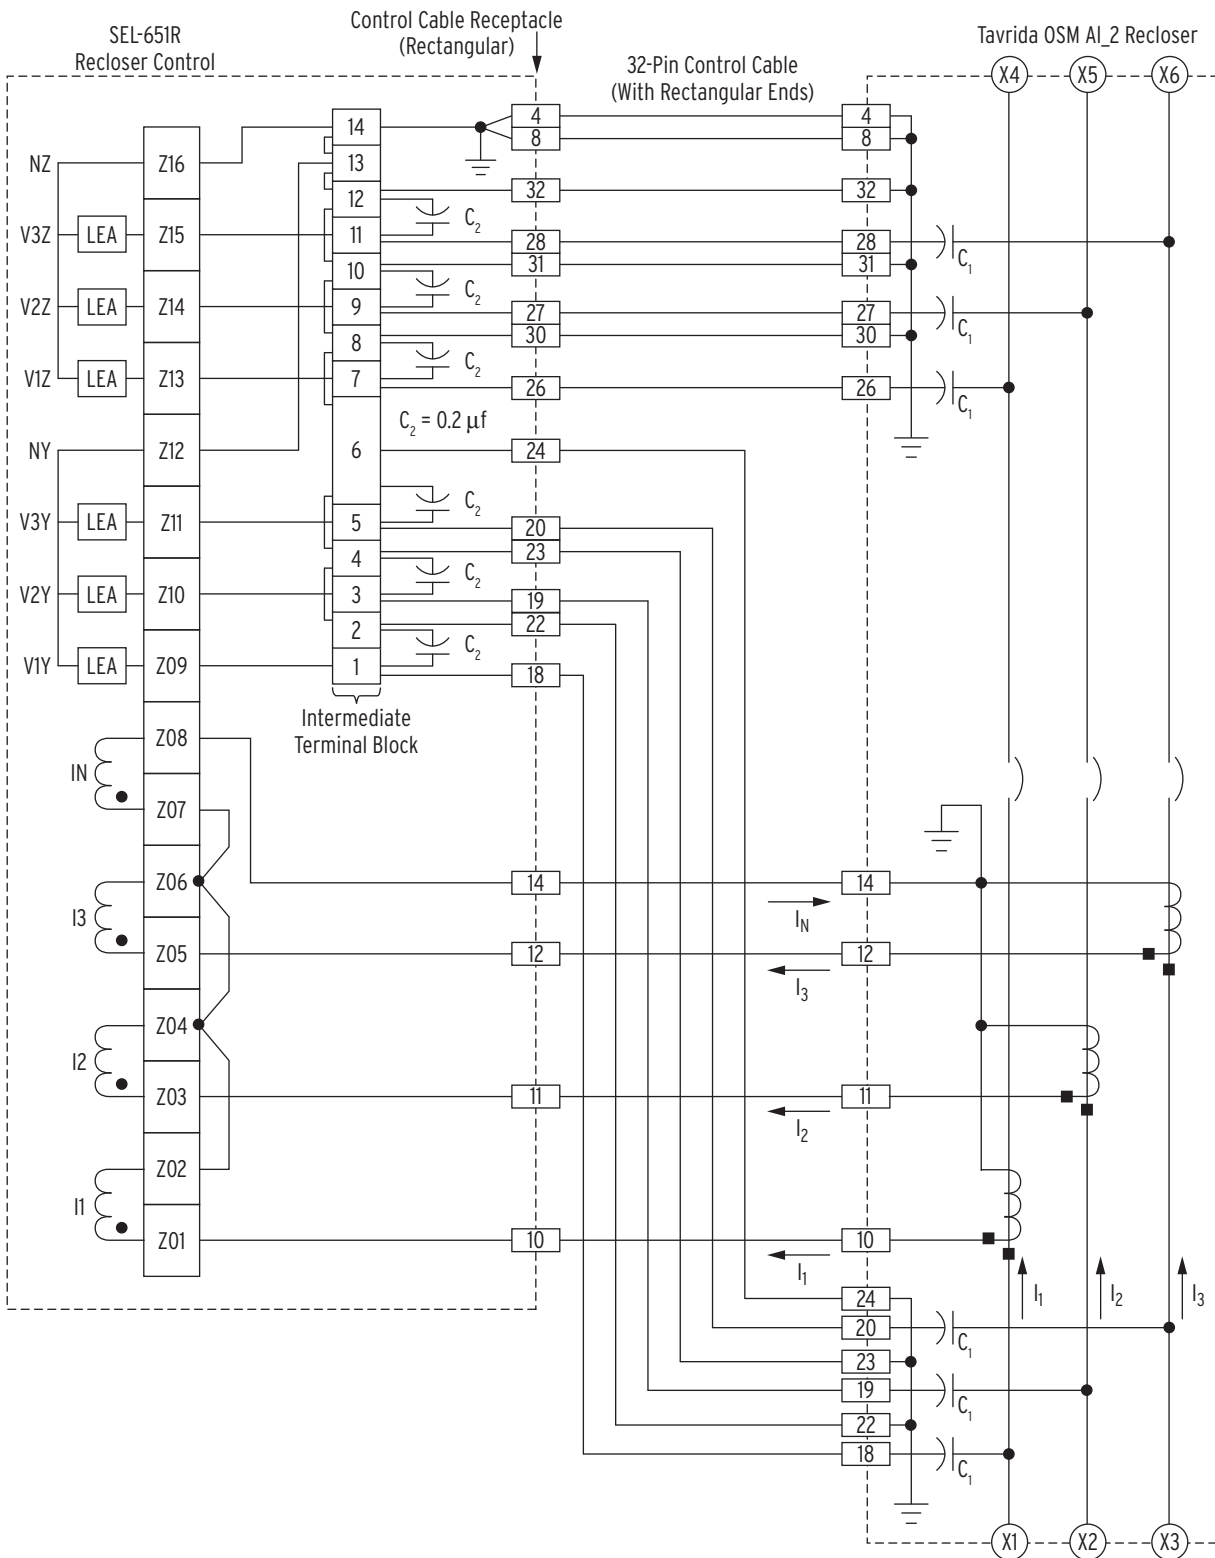 SEL-651R
Recloser Control
Control Cable Receptacle
(Rectangular)
32-Pin Control Cable
(With Rectangular Ends)
Tavrida OSM Al_2 Recloser
X4
X5
X6
NZ
Z16
V3Z
LEA
Z15
V2Z
LEA
Z14
V1Z
LEA
Z13
NY
Z12
V3Y
LEA
Z11
V2Y
LEA
Z10
V1Y
LEA
Z09
Z08
IN
Z07
Z06
I3
Z05
Z04
I2
Z03
Z02
I1
Z01
14
13
12
11
10
9
8
7
6
5
4
3
2
1
Intermediate
Terminal Block
C₂
C₂
C₂
C₂ = 0.2 µf
C₂
C₂
C₂
4
8
32
28
31
27
30
26
24
20
23
19
22
18
14
12
11
10
4
8
32
28
31
27
30
26
C₁
C₁
C₁
14
I_N
12
I₃
11
I₂
10
I₁
24
20
23
19
22
18
C₁
C₁
C₁
I₁
I₂
I₃
X1
X2
X3